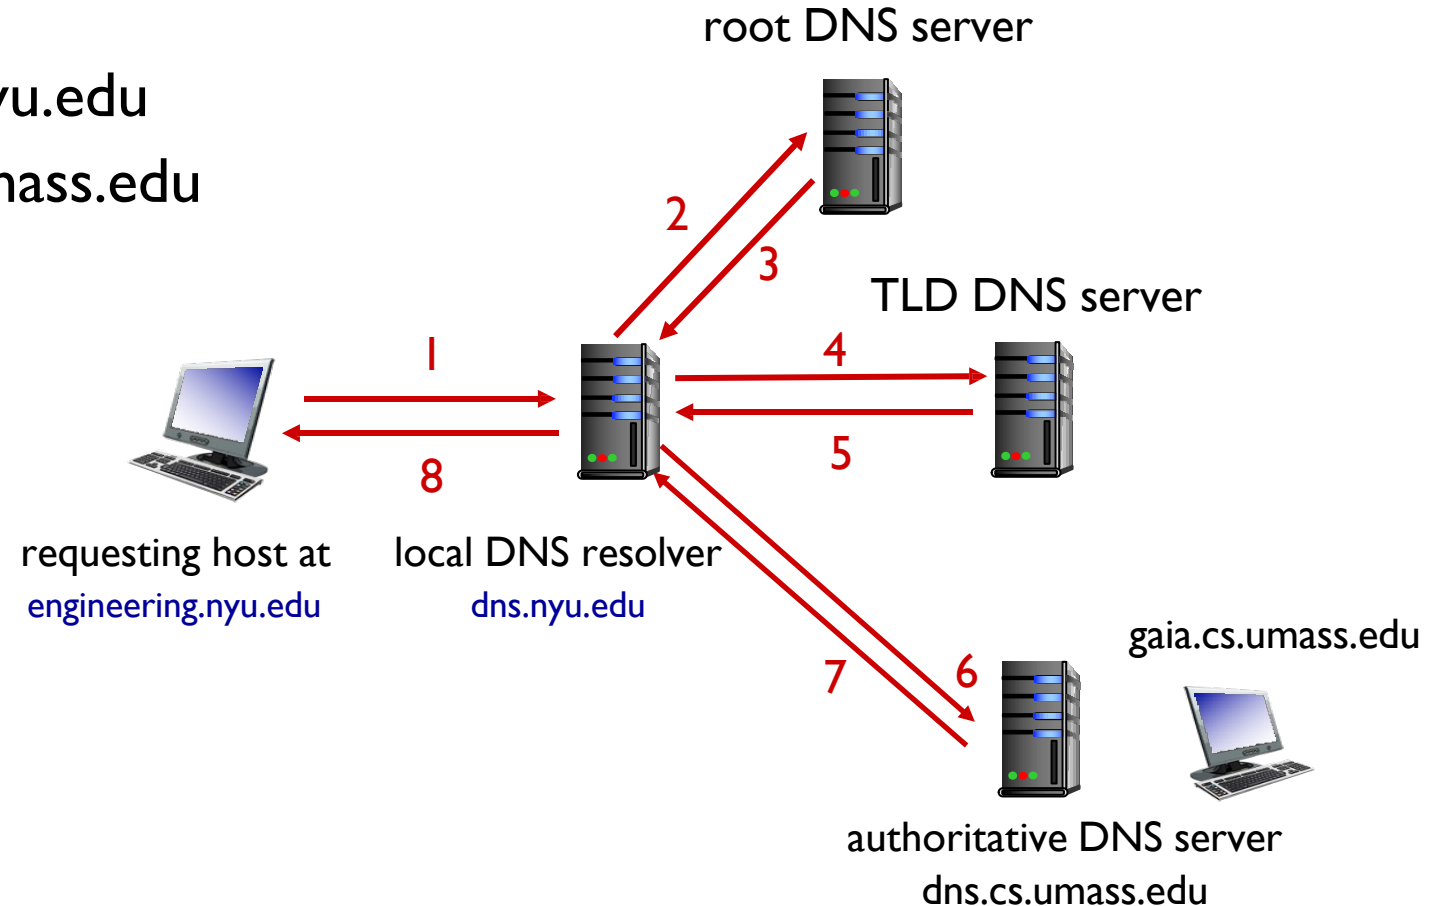 root DNS server
yu.edu
mass.edu
2
3
TLD DNS server
1
4
8
5
requesting host at
engineering.nyu.edu
local DNS resolver
dns.nyu.edu
gaia.cs.umass.edu
7
6
authoritative DNS server
dns.cs.umass.edu